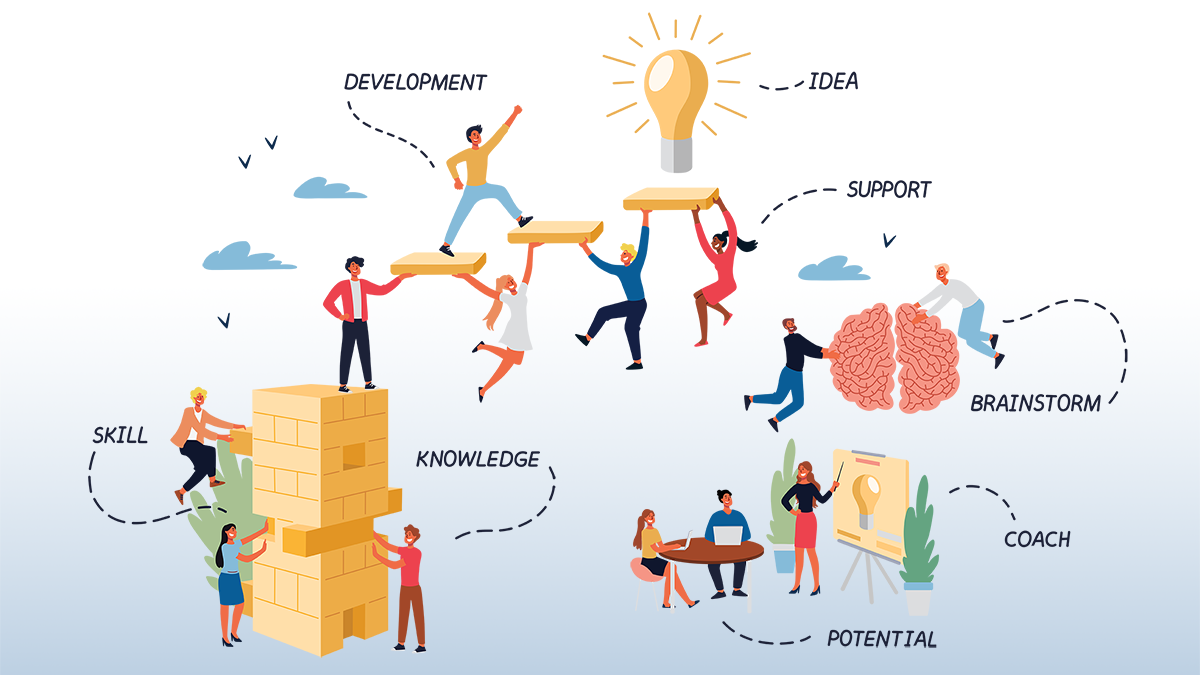 DEVELOPMENT
IDEA
SUPPORT
BRAINSTORM
SKILL
KNOWLEDGE
COACH
POTENTIAL